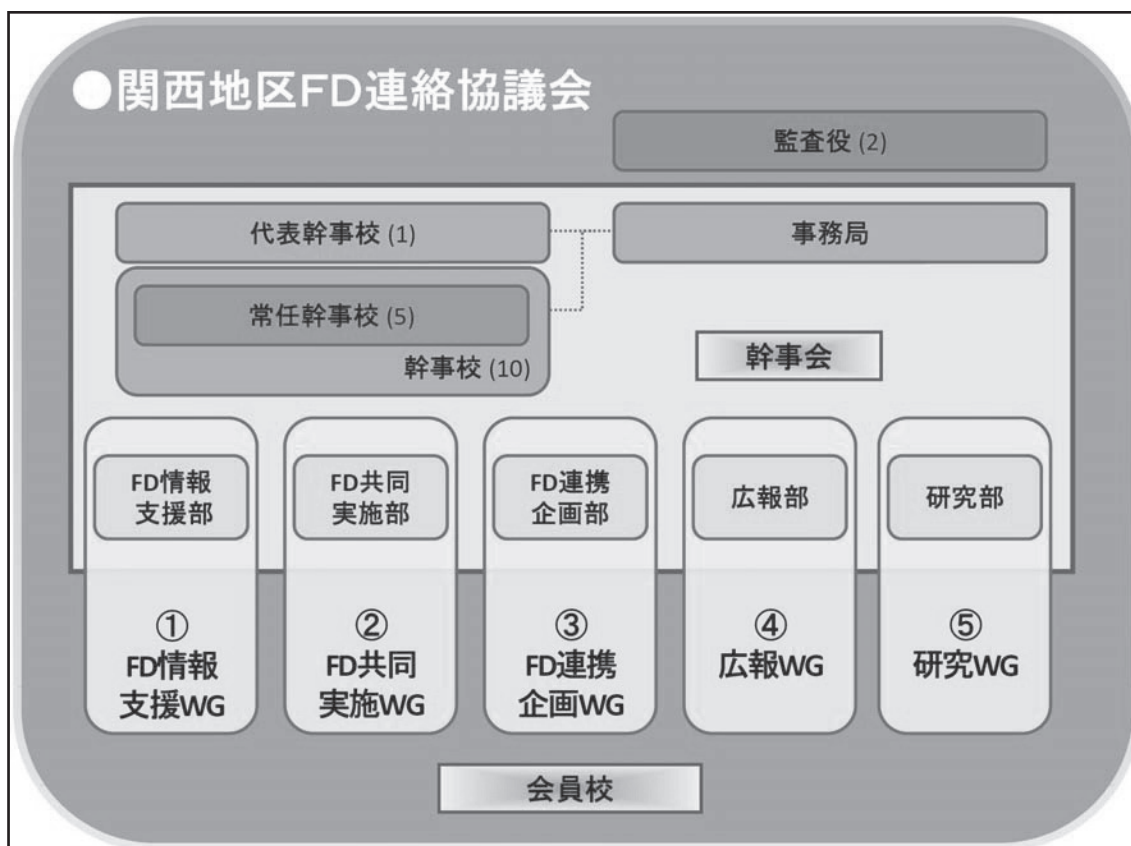 ●関西地区FD連絡協議会
監査役 (2)
代表幹事校 (1)
事務局
常任幹事校 (5)
幹事校 (10)
幹事会
FD情報
支援部
FD共同
実施部
FD連携
企画部
広報部
研究部
①
FD情報
支援WG
②
FD共同
実施WG
③
FD連携
企画WG
④
広報WG
⑤
研究WG
会員校